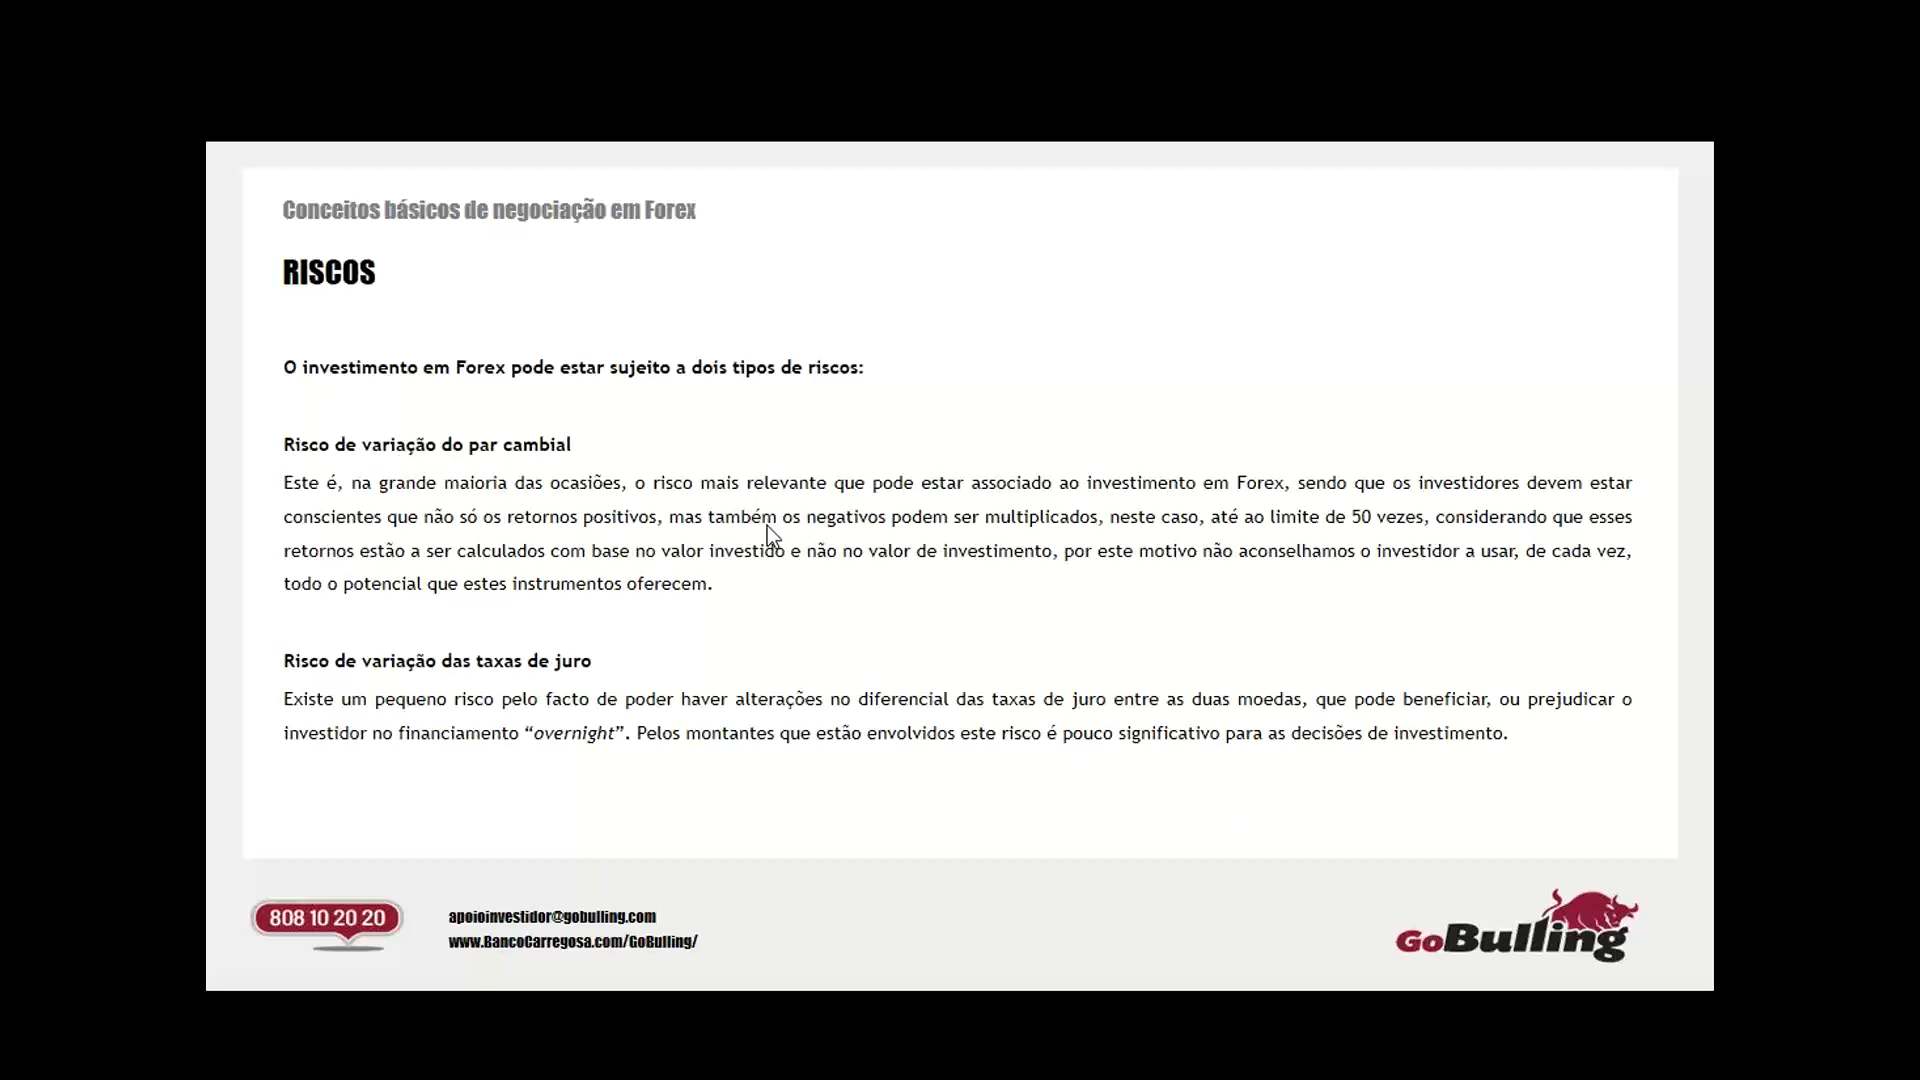 Conceitos básicos de negociação em Forex
RISCOS
O investimento em Forex pode estar sujeito a dois tipos de riscos:
Risco de variação do par cambial
Este é, na grande maioria das ocasiões, o risco mais relevante que pode estar associado ao investimento em Forex, sendo que os investidores devem estar
conscientes que não só os retornos positivos, mas também os negativos podem ser multiplicados, neste caso, até ao limite de 50 vezes, considerando que esses
retornos estão a ser calculados com base no valor investido e não no valor de investimento, por este motivo não aconselhamos o investidor a usar, de cada vez,
todo o potencial que estes instrumentos oferecem.
Risco de variação das taxas de juro
Existe um pequeno risco pelo facto de poder haver alterações no diferencial das taxas de juro entre as duas moedas, que pode beneficiar, ou prejudicar o
investidor no financiamento “overnight”. Pelos montantes que estão envolvidos este risco é pouco significativo para as decisões de investimento.
808 10 20 20
apoioinvestidor@gobulling.com
www.BancoCarregosa.com/GoBulling/
GoBulling